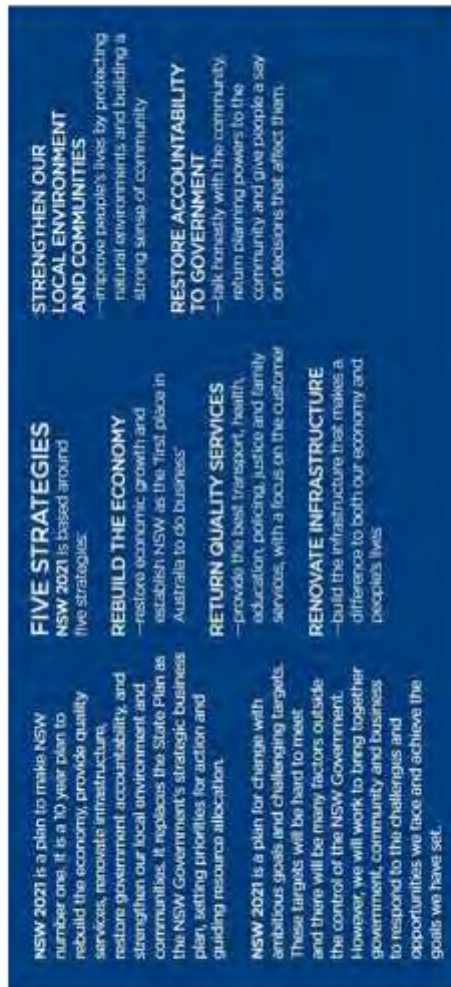 NSW 2021 is a plan to make NSW
number one. It is a 10 year plan to
rebuild the economy, provide quality
services, renovate infrastructure,
restore government accountability, and
strengthen our local environment and
communities. It replaces the State Plan as
the NSW Government's strategic business
plan, setting priorities for action and
guiding resource allocation.
NSW 2021 is a plan for change with
ambitious goals and challenging targets.
These targets will be hard to meet
and there will be many factors outside
the control of the NSW Government.
However, we will work to bring together
government, community and business
to respond to the challenges and
opportunities we face and achieve the
goals we have set.
FIVE STRATEGIES
NSW 2021 is based around
five strategies:
REBUILD THE ECONOMY
—restore economic growth and
establish NSW as the 'first place in
Australia to do business'
RETURN QUALITY SERVICES
—provide the best transport, health,
education, policing, justice and family
services, with a focus on the customer
RENOVATE INFRASTRUCTURE
—build the infrastructure that makes a
difference to both our economy and
people's lives
STRENGTHEN OUR
LOCAL ENVIRONMENT
AND COMMUNITIES
—improve people's lives by protecting
natural environments and building a
strong sense of community
RESTORE ACCOUNTABILITY
TO GOVERNMENT
—talk honestly with the community,
return planning powers to the
community and give people a say
on decisions that affect them.